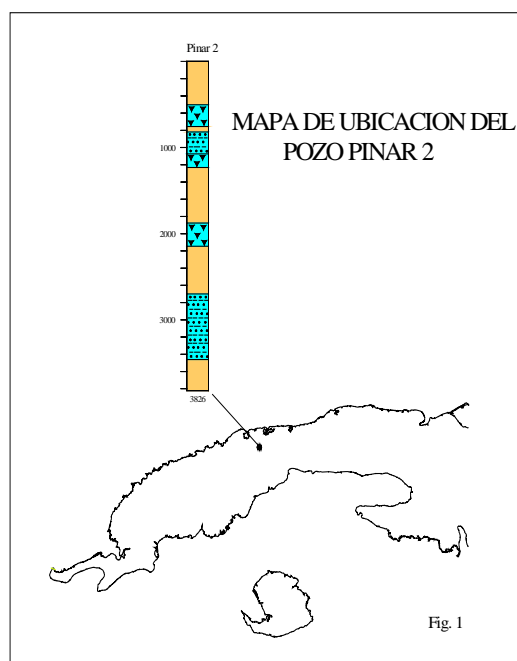 Pinar 2
MAPA DE UBICACION DEL
POZO PINAR 2
1000
2000
3000
3826
Fig. 1